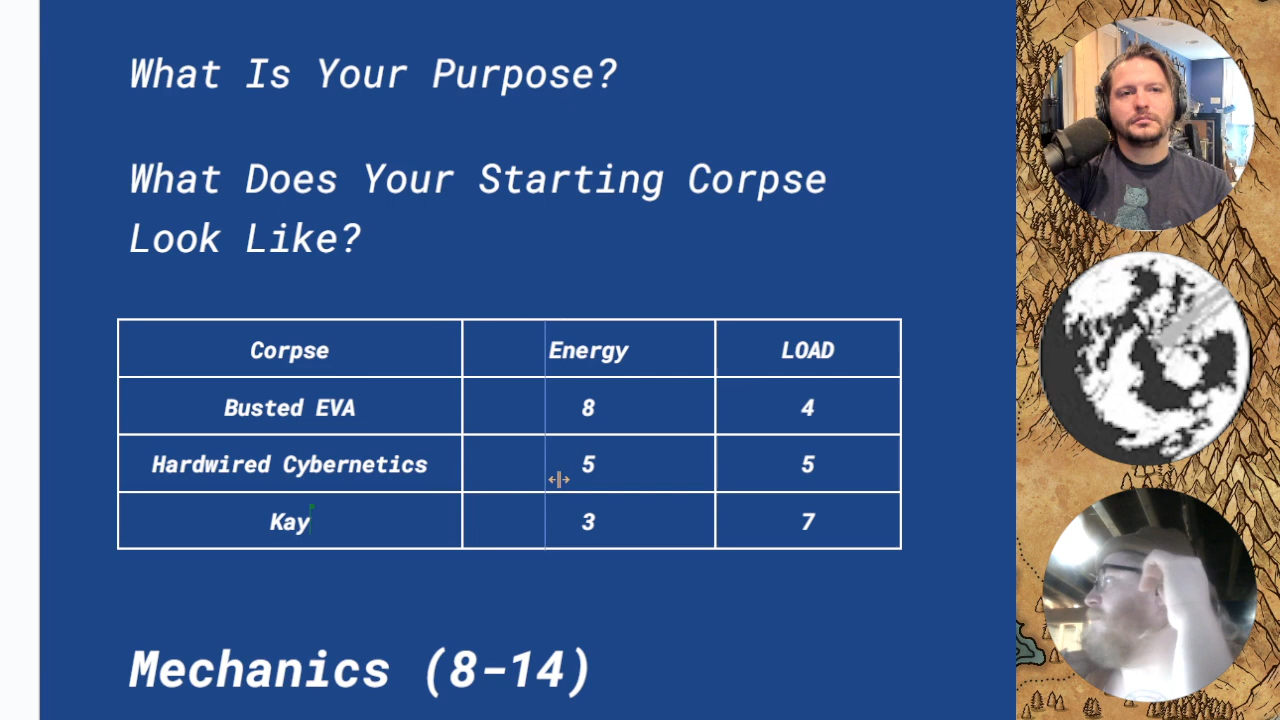 What Is Your Purpose?
What Does Your Starting Corpse
Look Like?
Corpse Energy LOAD
Busted EVA 8 4
Hardwired Cybernetics 5 5
Kay 3 7
Mechanics (8-14)